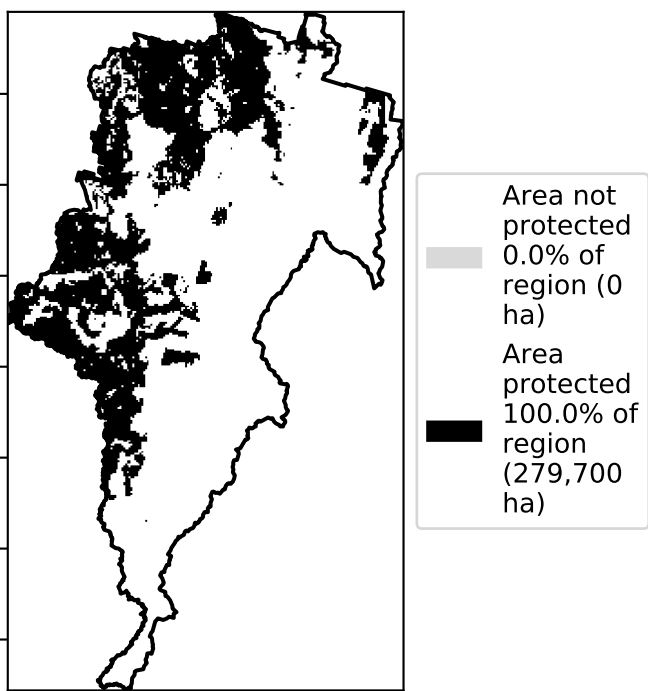 Area not
protected
0.0% of
region (0
ha)
Area
protected
100.0% of
region
(279,700
ha)